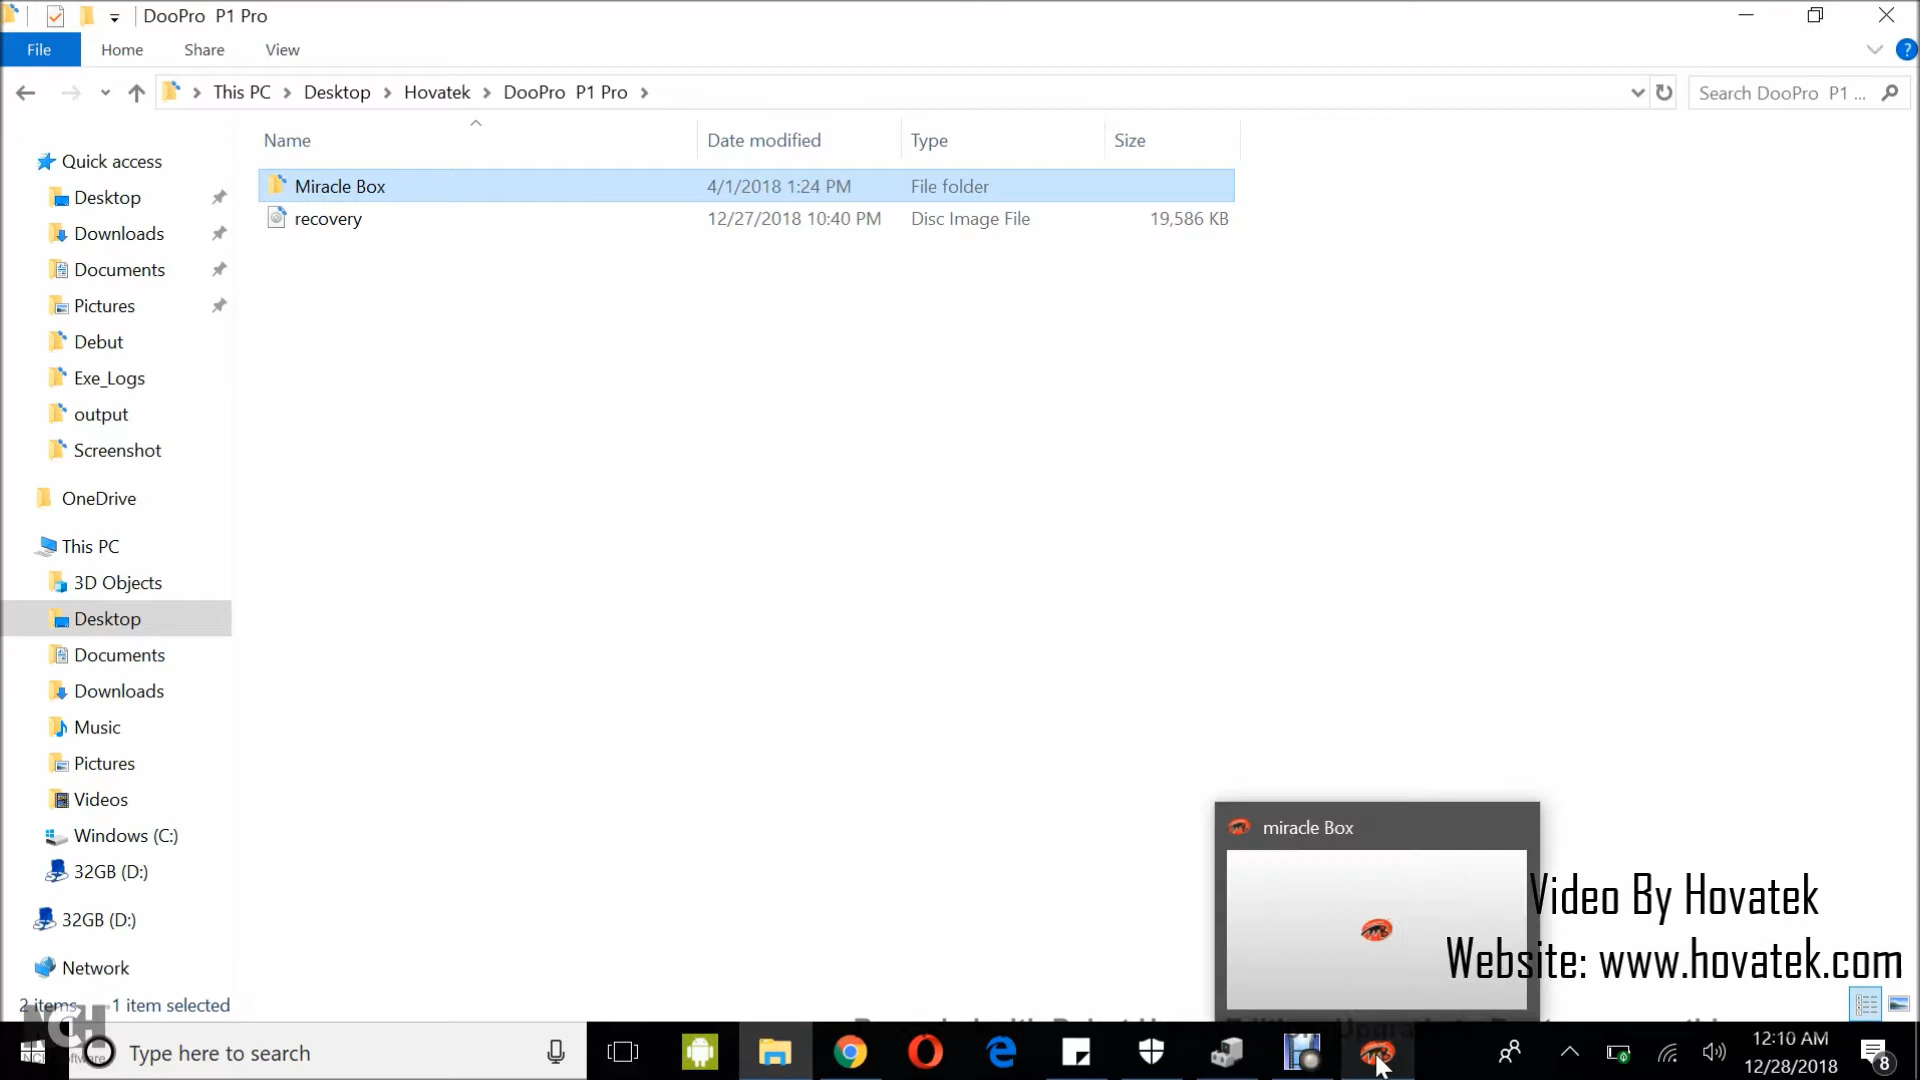 DooPro P1 Pro
File Home Share View
This PC Desktop Hovatek DooPro P1 Pro
Search DooPro P1 ...
Name Date modified Type Size
Miracle Box 4/1/2018 1:24 PM File folder
recovery 12/27/2018 10:40 PM Disc Image File 19,586 KB
Quick access
Desktop
Downloads
Documents
Pictures
Debut
Exe_Logs
output
Screenshot
OneDrive
This PC
3D Objects
Desktop
Documents
Downloads
Music
Pictures
Videos
Windows (C:)
32GB (D:)
32GB (D:)
Network
2 items 1 item selected
miracle Box
Video By Hovatek
Website: www.hovatek.com
NCH
Type here to search
12:10 AM
12/28/2018
8